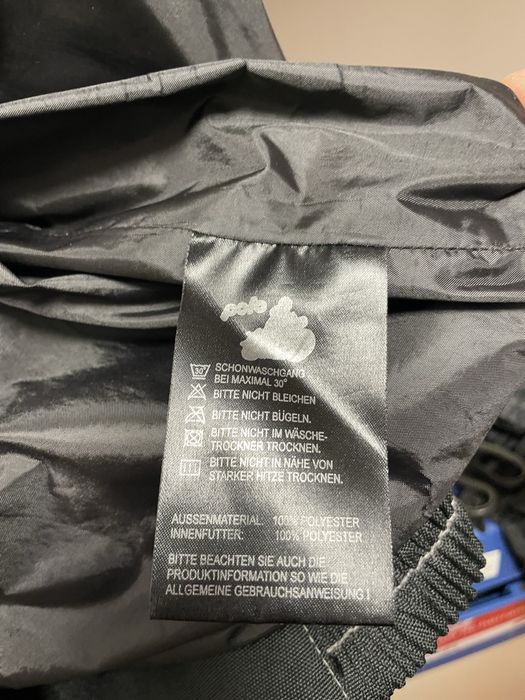 polo
30°
SCHONWASCHGANG
BEI MAXIMAL 30°
BITTE NICHT BLEICHEN
BITTE NICHT BÜGELN.
BITTE NICHT IM WÄSCHE-
TROCKNER TROCKNEN.
BITTE NICHT IN NÄHE VON
STARKER HITZE TROCKNEN.
AUSSENMATERIAL: 100% POLYESTER
INNENFUTTER: 100% POLYESTER
BITTE BEACHTEN SIE AUCH DIE
PRODUKTINFORMATION SO WIE DIE
ALLGEMEINE GEBRAUCHSANWEISUNG !